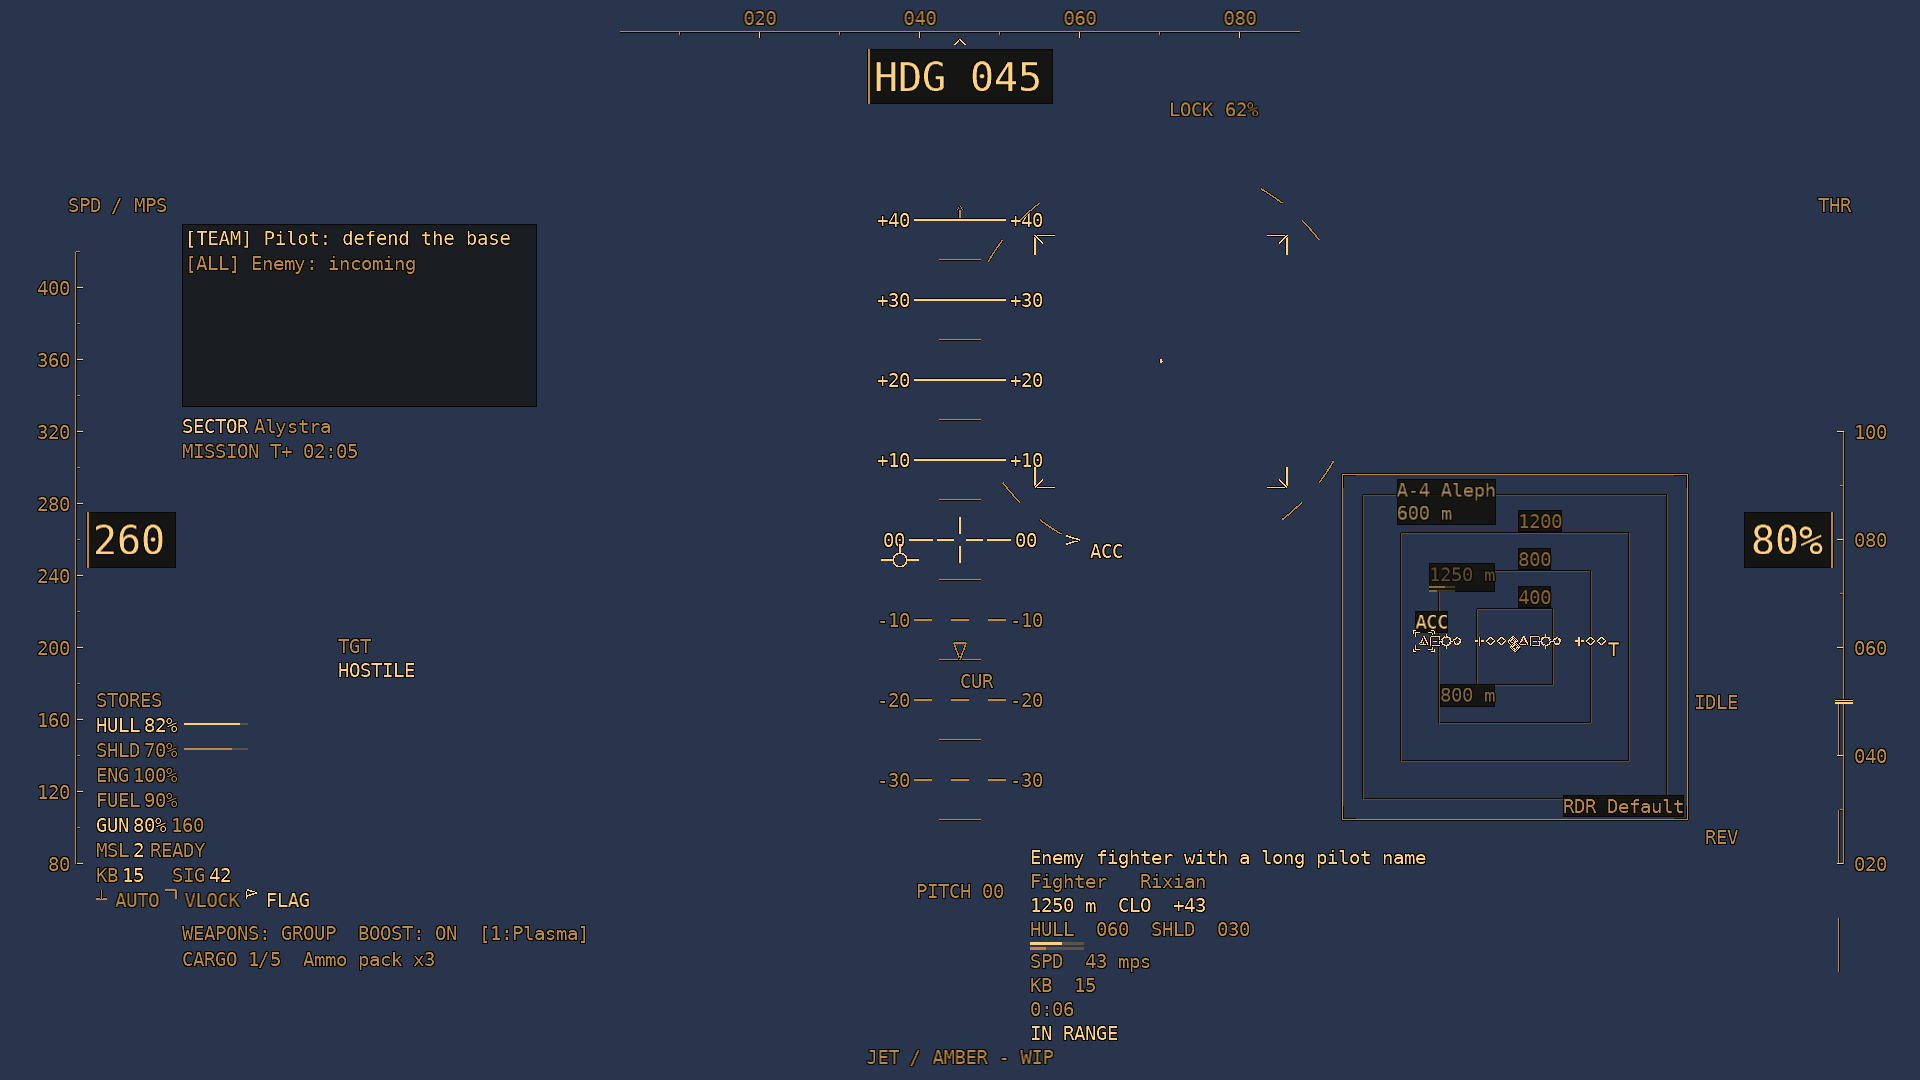 020 040 060 080
HDG 045
LOCK 62%
SPD / MPS
THR
[TEAM] Pilot: defend the base
[ALL] Enemy: incoming
SECTOR Alystra
MISSION T+ 02:05
400
360
320
280
260
240
200
160
120
80
+40 +40
+30 +30
+20 +20
+10 +10
00 00
ACC
-10 -10
CUR
-20 -20
-30 -30
PITCH 00
TGT
HOSTILE
STORES
HULL 82%
SHLD 70%
ENG 100%
FUEL 90%
GUN 80% 160
MSL 2 READY
KB 15 SIG 42
AUTO VLOCK FLAG
WEAPONS: GROUP BOOST: ON [1:Plasma]
CARGO 1/5 Ammo pack x3
A-4 Aleph
600 m
1200
800
1250 m
400
ACC
T
800 m
RDR Default
100
80%
080
060
IDLE
040
REV
020
Enemy fighter with a long pilot name
Fighter Rixian
1250 m CLO +43
HULL 060 SHLD 030
SPD 43 mps
KB 15
0:06
IN RANGE
JET / AMBER - WIP